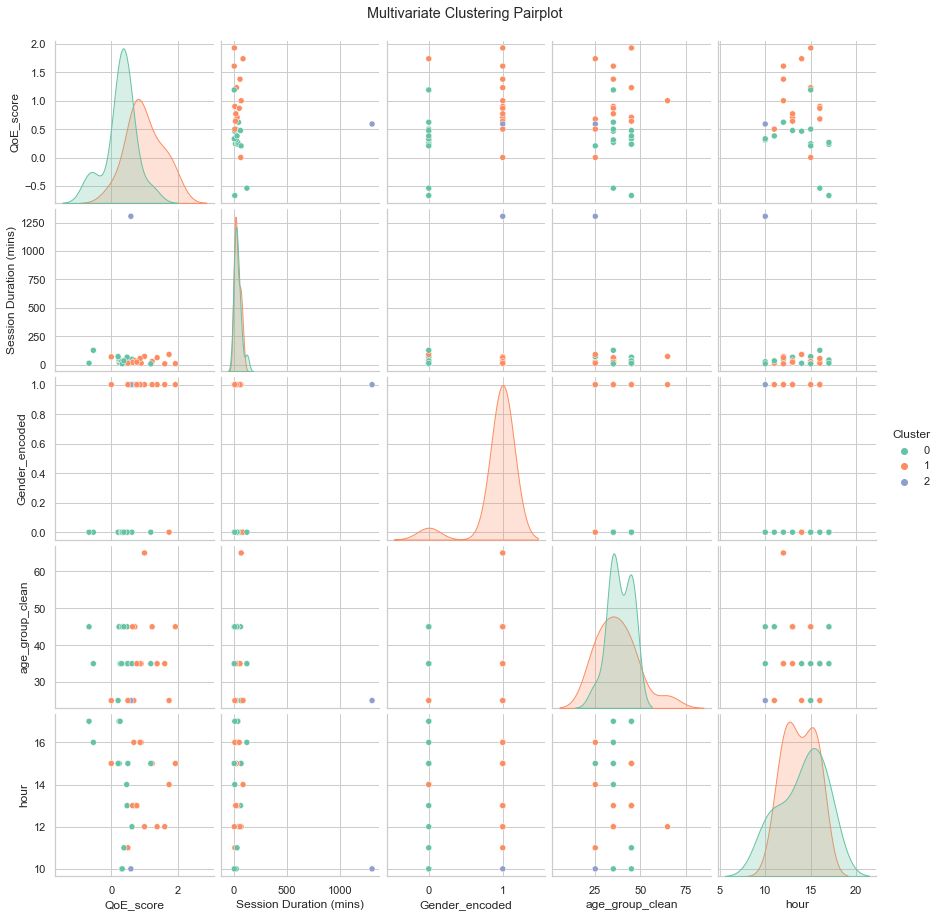 Multivariate Clustering Pairplot
2.0
1.5
1.0
0.5
0.0
−0.5
QoE_score
1250
1000
750
500
250
0
Session Duration (mins)
1.0
0.8
0.6
0.4
0.2
0.0
Gender_encoded
60
50
40
30
age_group_clean
16
14
12
10
hour
0 2
QoE_score
0 500 1000
Session Duration (mins)
0 1
Gender_encoded
25 50 75
age_group_clean
5 10 15 20
hour
Cluster
0
1
2